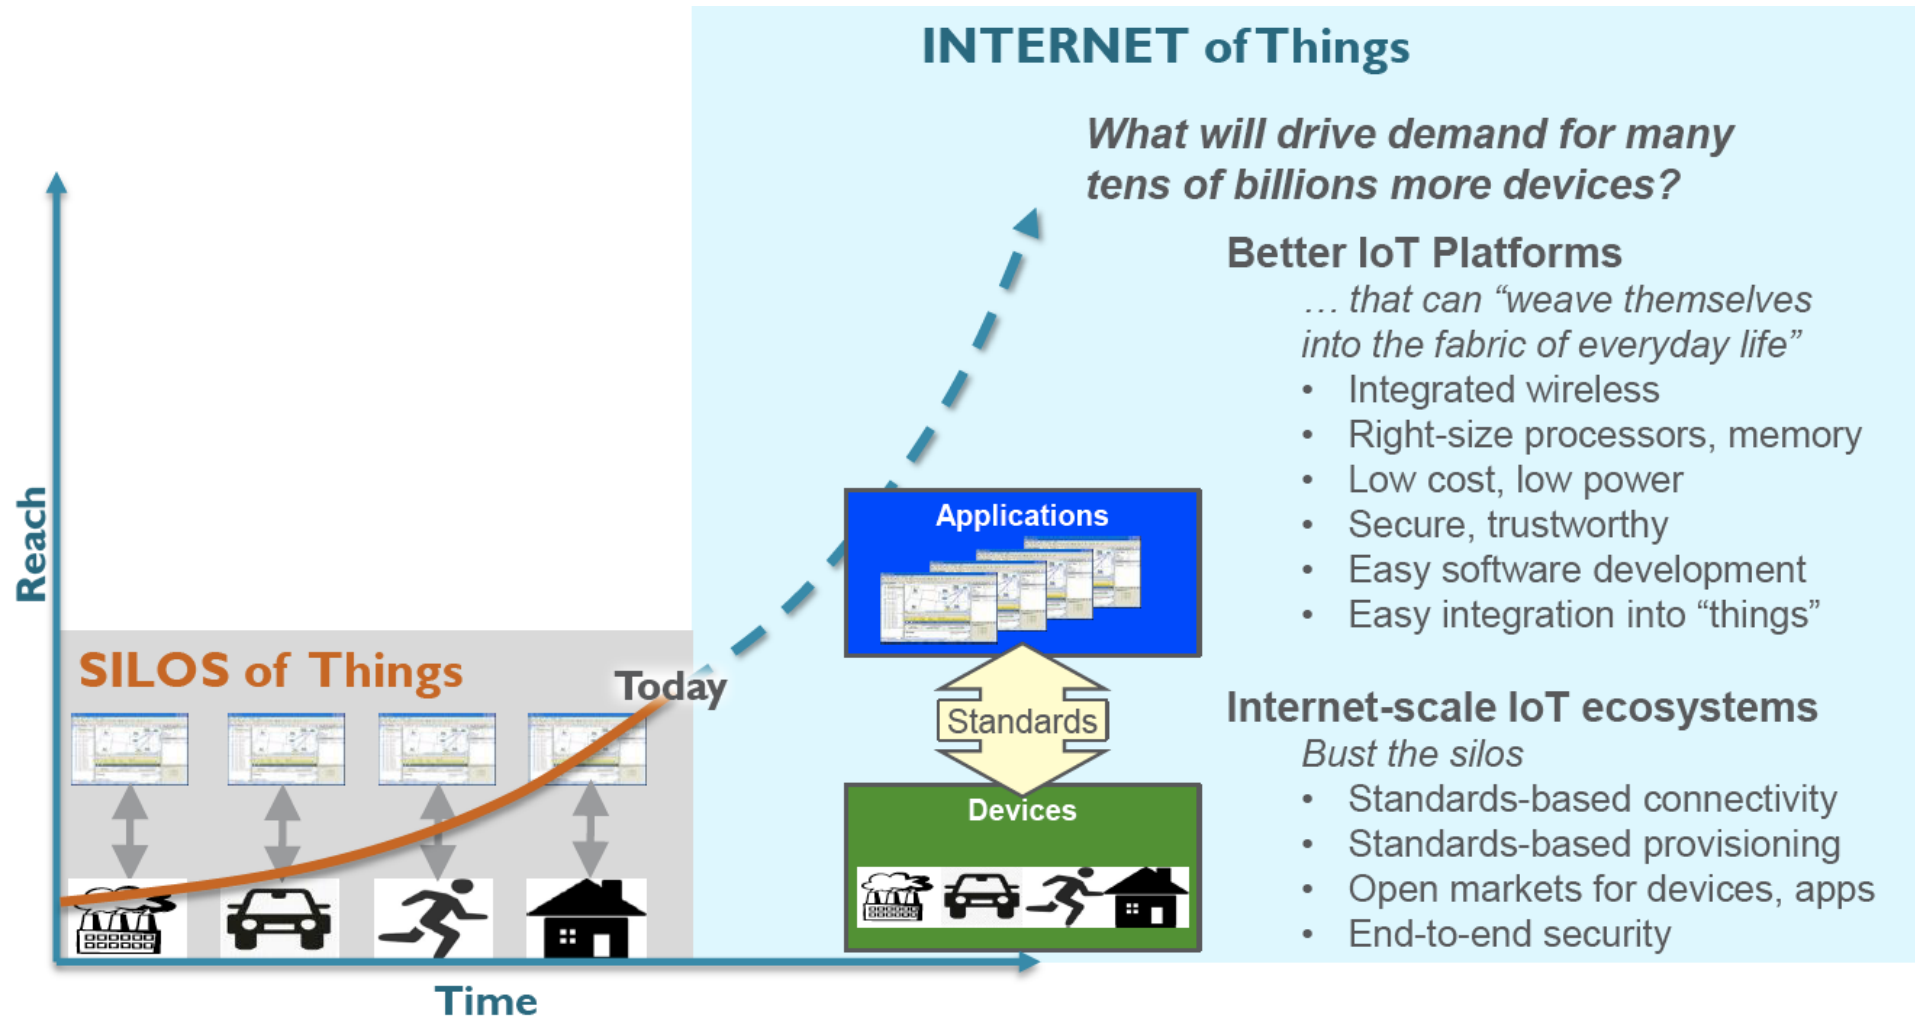 INTERNET of Things
What will drive demand for many
tens of billions more devices?
Better IoT Platforms
… that can “weave themselves
into the fabric of everyday life”
• Integrated wireless
• Right-size processors, memory
• Low cost, low power
• Secure, trustworthy
• Easy software development
• Easy integration into “things”
Internet-scale IoT ecosystems
Bust the silos
• Standards-based connectivity
• Standards-based provisioning
• Open markets for devices, apps
• End-to-end security
Applications
Standards
Devices
Reach
SILOS of Things
Today
Time